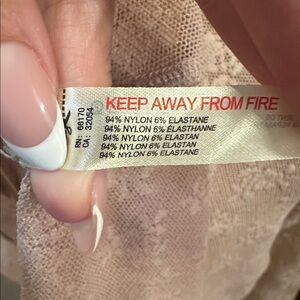 KEEP AWAY FROM FIRE
94% NYLON 6% ELASTANE
94% NYLON 6% ÉLASTHANNE
94% NYLON 6% ELASTAN
94% NYLON 6% ELASTAN
94% NYLON 6% ELASTANE
RN: 66170
CA: 32054